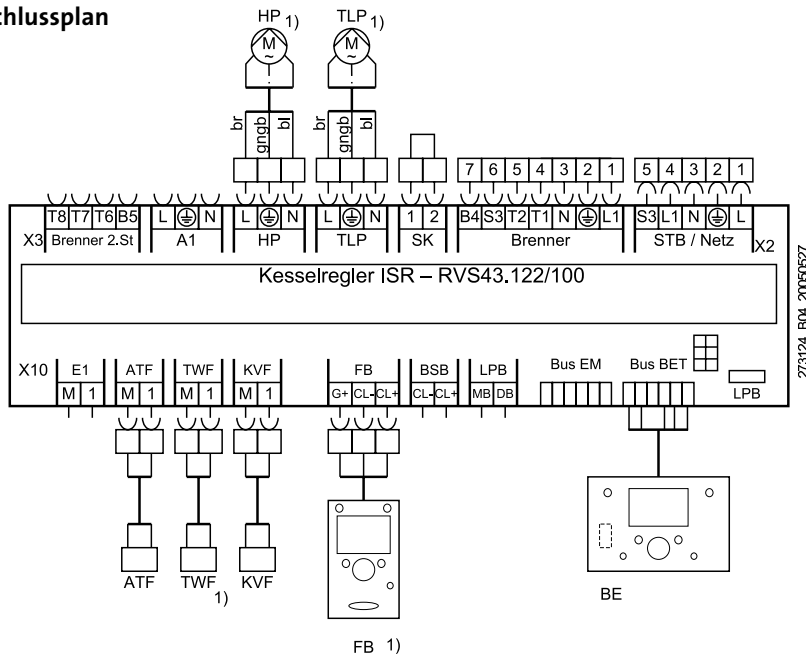 chlussplan
HP 1)
TLP 1)
M
~
M
~
br
gngb
bl
br
gngb
bl
7 6 5 4 3 2 1
5 4 3 2 1
T8 T7 T6 B5
L N
L N
L N
1 2
B4 S3 T2 T1 N L1
S3 L1 N L
X3
Brenner 2.St
A1
HP
TLP
SK
Brenner
STB / Netz
X2
Kesselregler ISR – RVS43.122/100
273124_B04_20050527
X10
E1
ATF
TWF
KVF
FB
BSB
LPB
Bus EM
Bus BET
LPB
M 1
M 1
M 1
M 1
G+ CL- CL+
CL- CL+
MB DB
ATF
TWF 1)
KVF
BE
FB 1)